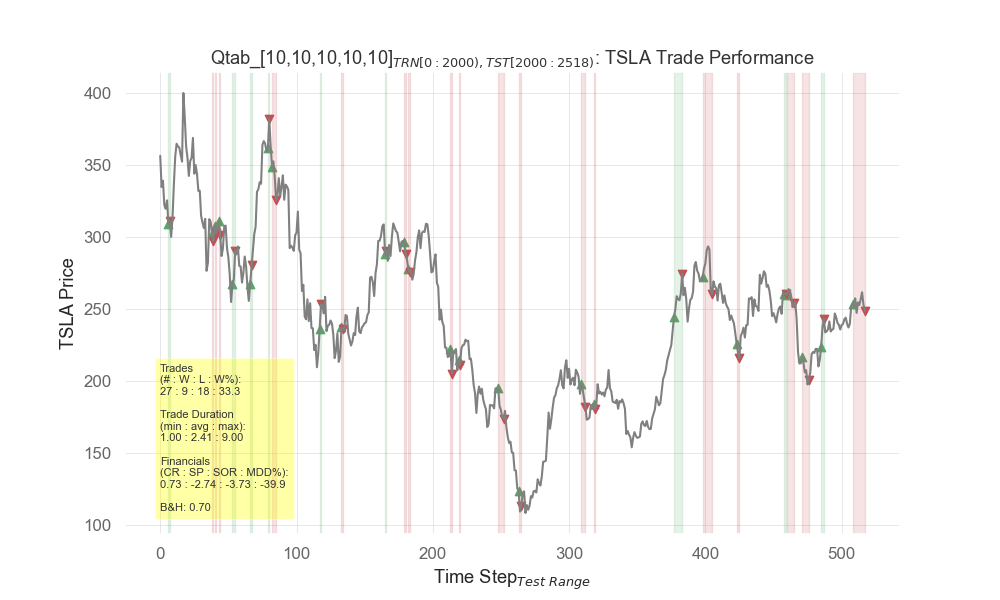 Qtab_[10,10,10,10,10]TRN[0 : 2000), TST[2000 : 2518): TSLA Trade Performance
400
350
300
250
200
150
100
TSLA Price
Trades
(# : W : L : W%):
27 : 9 : 18 : 33.3
Trade Duration
(min : avg : max):
1.00 : 2.41 : 9.00
Financials
(CR : SP : SOR : MDD%):
0.73 : -2.74 : -3.73 : -39.9
B&H: 0.70
0 100 200 300 400 500
Time StepTest Range